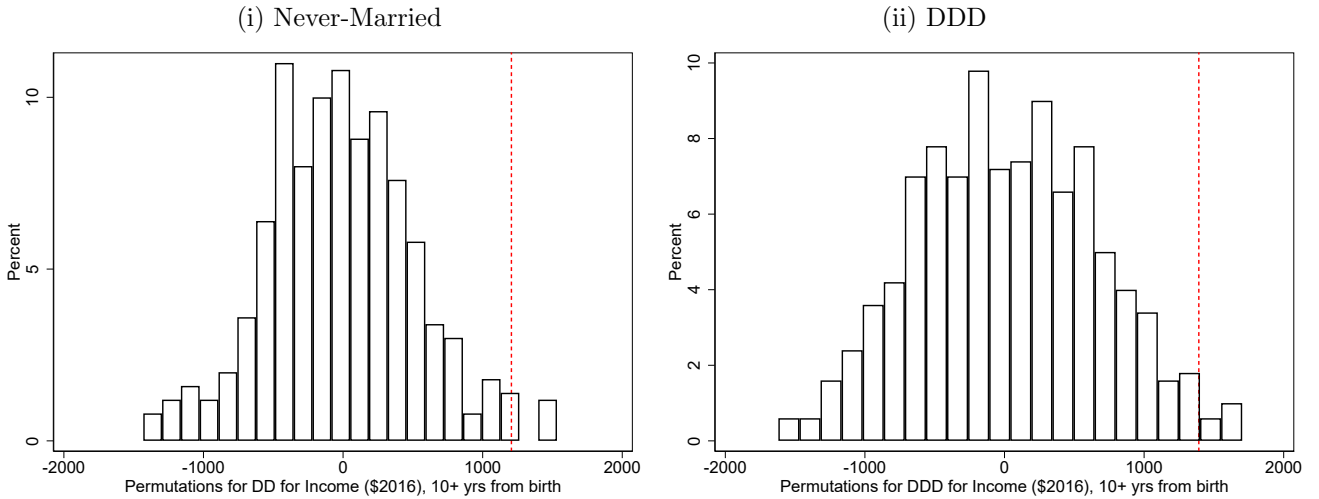 (i) Never-Married
Percent
10
5
0
-2000 -1000 0 1000 2000
Permutations for DD for Income ($2016), 10+ yrs from birth
(ii) DDD
Percent
10
8
6
4
2
0
-2000 -1000 0 1000 2000
Permutations for DDD for Income ($2016), 10+ yrs from birth